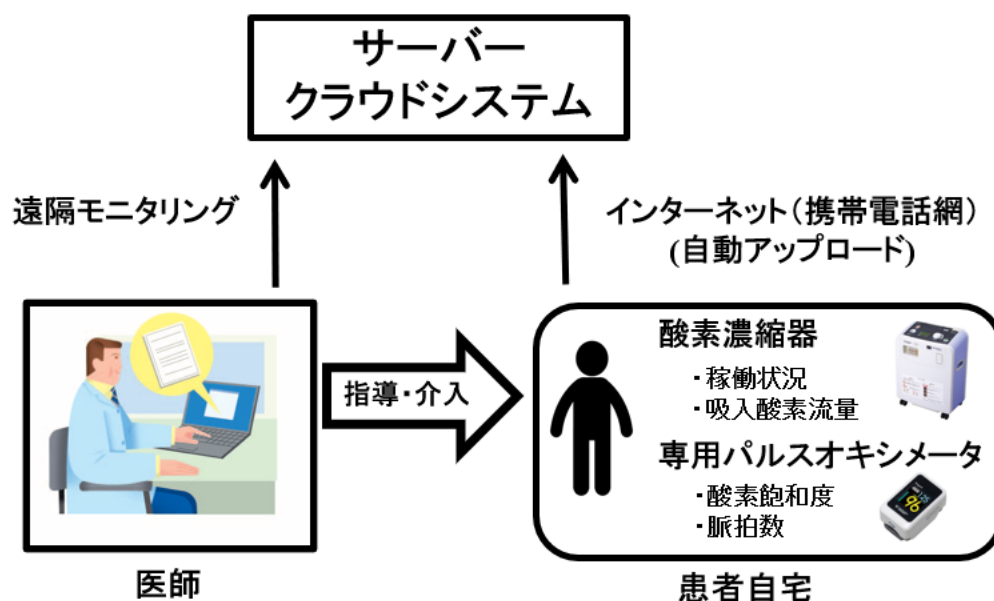 サーバー
クラウドシステム
遠隔モニタリング
インターネット（携帯電話網）
(自動アップロード)
指導・介入
酸素濃縮器
・稼働状況
・吸入酸素流量
専用パルスオキシメータ
・酸素飽和度
・脈拍数
96
医師
患者自宅